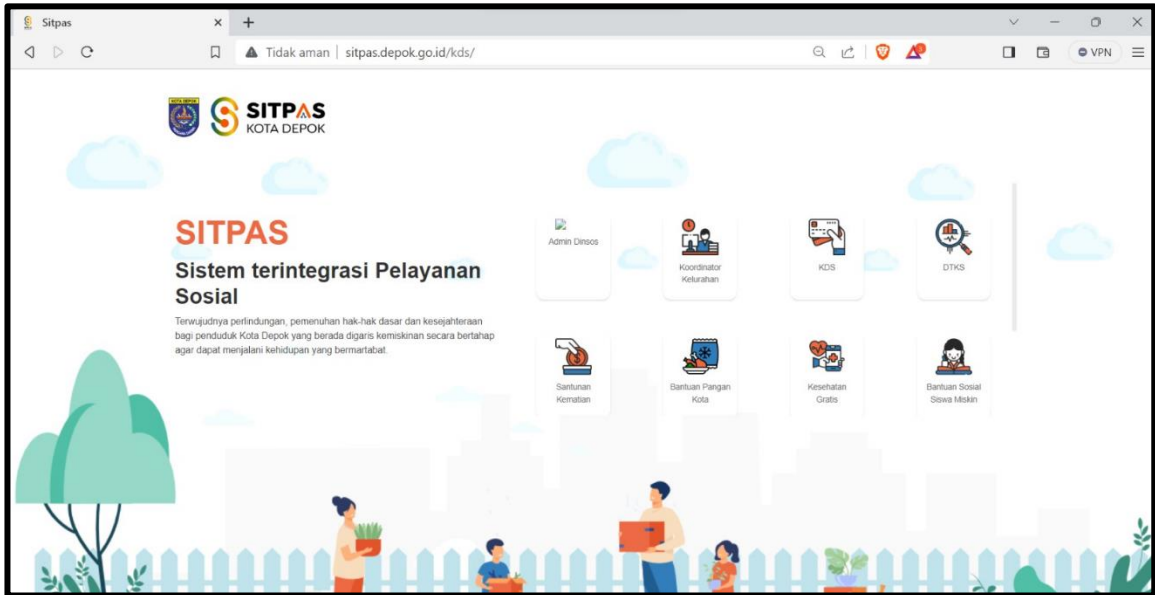 Sitpas
Tidak aman | sitpas.depok.go.id/kds/
VPN
KOTA DEPOK
SITPAS
KOTA DEPOK
SITPAS
Sistem terintegrasi Pelayanan
Sosial
Terwujudnya perlindungan, pemenuhan hak-hak dasar dan kesejahteraan
bagi penduduk Kota Depok yang berada digaris kemiskinan secara bertahap
agar dapat menjalani kehidupan yang bermartabat.
Admin Dinsos
Koordinator
Kelurahan
KDS
DTKS
Santunan
Kematian
Bantuan Pangan
Kota
Kesehatan
Gratis
Bantuan Sosial
Siswa Miskin